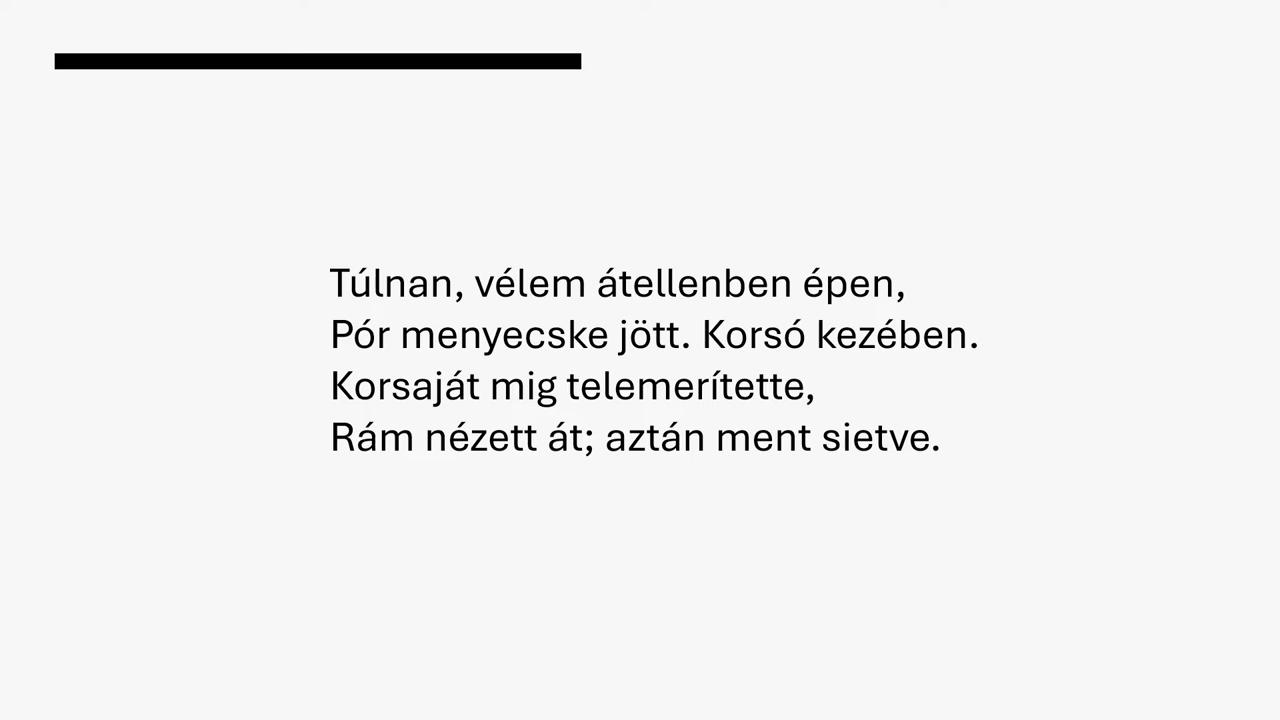 Túlnan, vélem átellenben épen,
Pór menyecske jött. Korsó kezében.
Korsaját mig telemerítette,
Rám nézett át; aztán ment sietve.